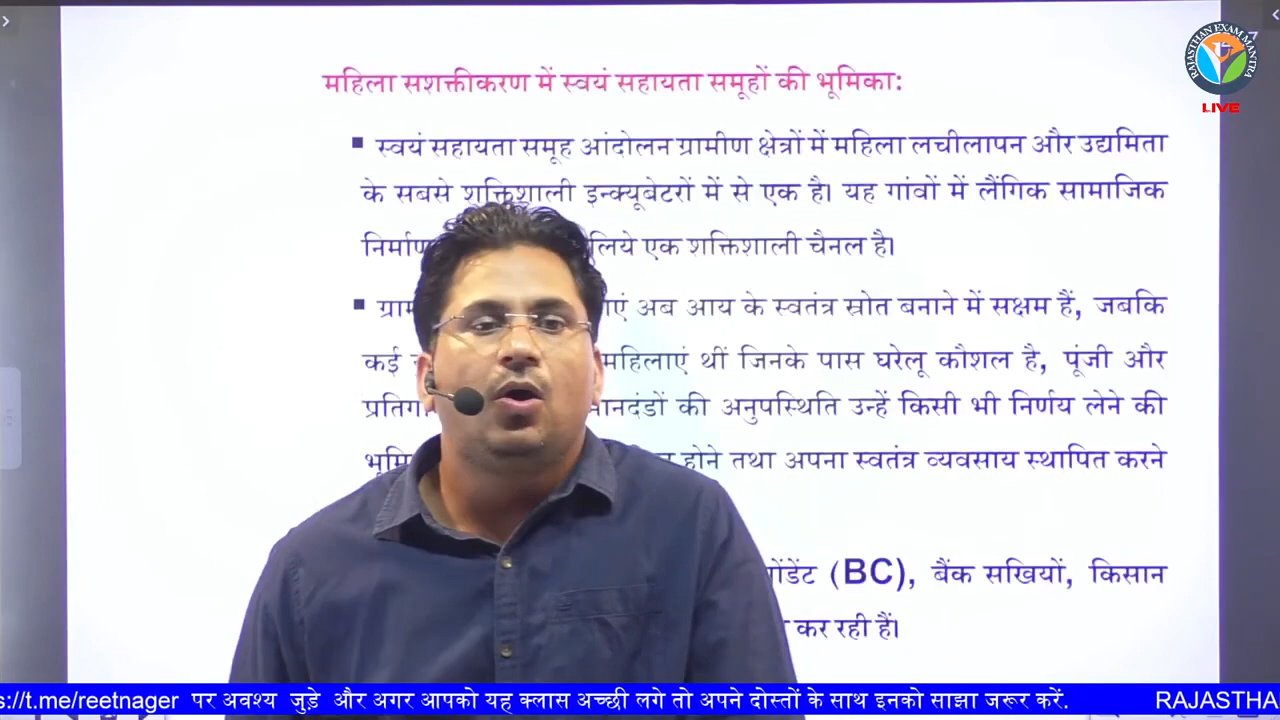 RAJASTHAN EXAM MANTRA
LIVE
महिला सशक्तीकरण में स्वयं सहायता समूहों की भूमिका:
स्वयं सहायता समूह आंदोलन ग्रामीण क्षेत्रों में महिला लचीलापन और उद्यमिता
के सबसे शक्तिशाली इन्क्यूबेटरों में से एक है। यह गांवों में लैंगिक सामाजिक
निर्माण लिये एक शक्तिशाली चैनल है।
अब आय के स्वतंत्र स्रोत बनाने में सक्षम हैं, जबकि
कई महिलाएं थीं जिनके पास घरेलू कौशल है, पूंजी और
मानदंडों की अनुपस्थिति उन्हें किसी भी निर्णय लेने की
होने तथा अपना स्वतंत्र व्यवसाय स्थापित करने
(BC), बैंक सखियों, किसान
कर रही हैं।
s://t.me/reetnager पर अवश्य जुड़े और अगर आपको यह क्लास अच्छी लगे तो अपने दोस्तों के साथ इनको साझा जरूर करें. RAJASTHA